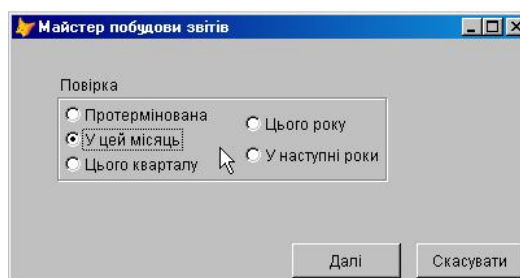 Майстер побудови звітів
Повірка
Протермінована
У цей місяць
Цього кварталу
Цього року
У наступні роки
Далі
Скасувати